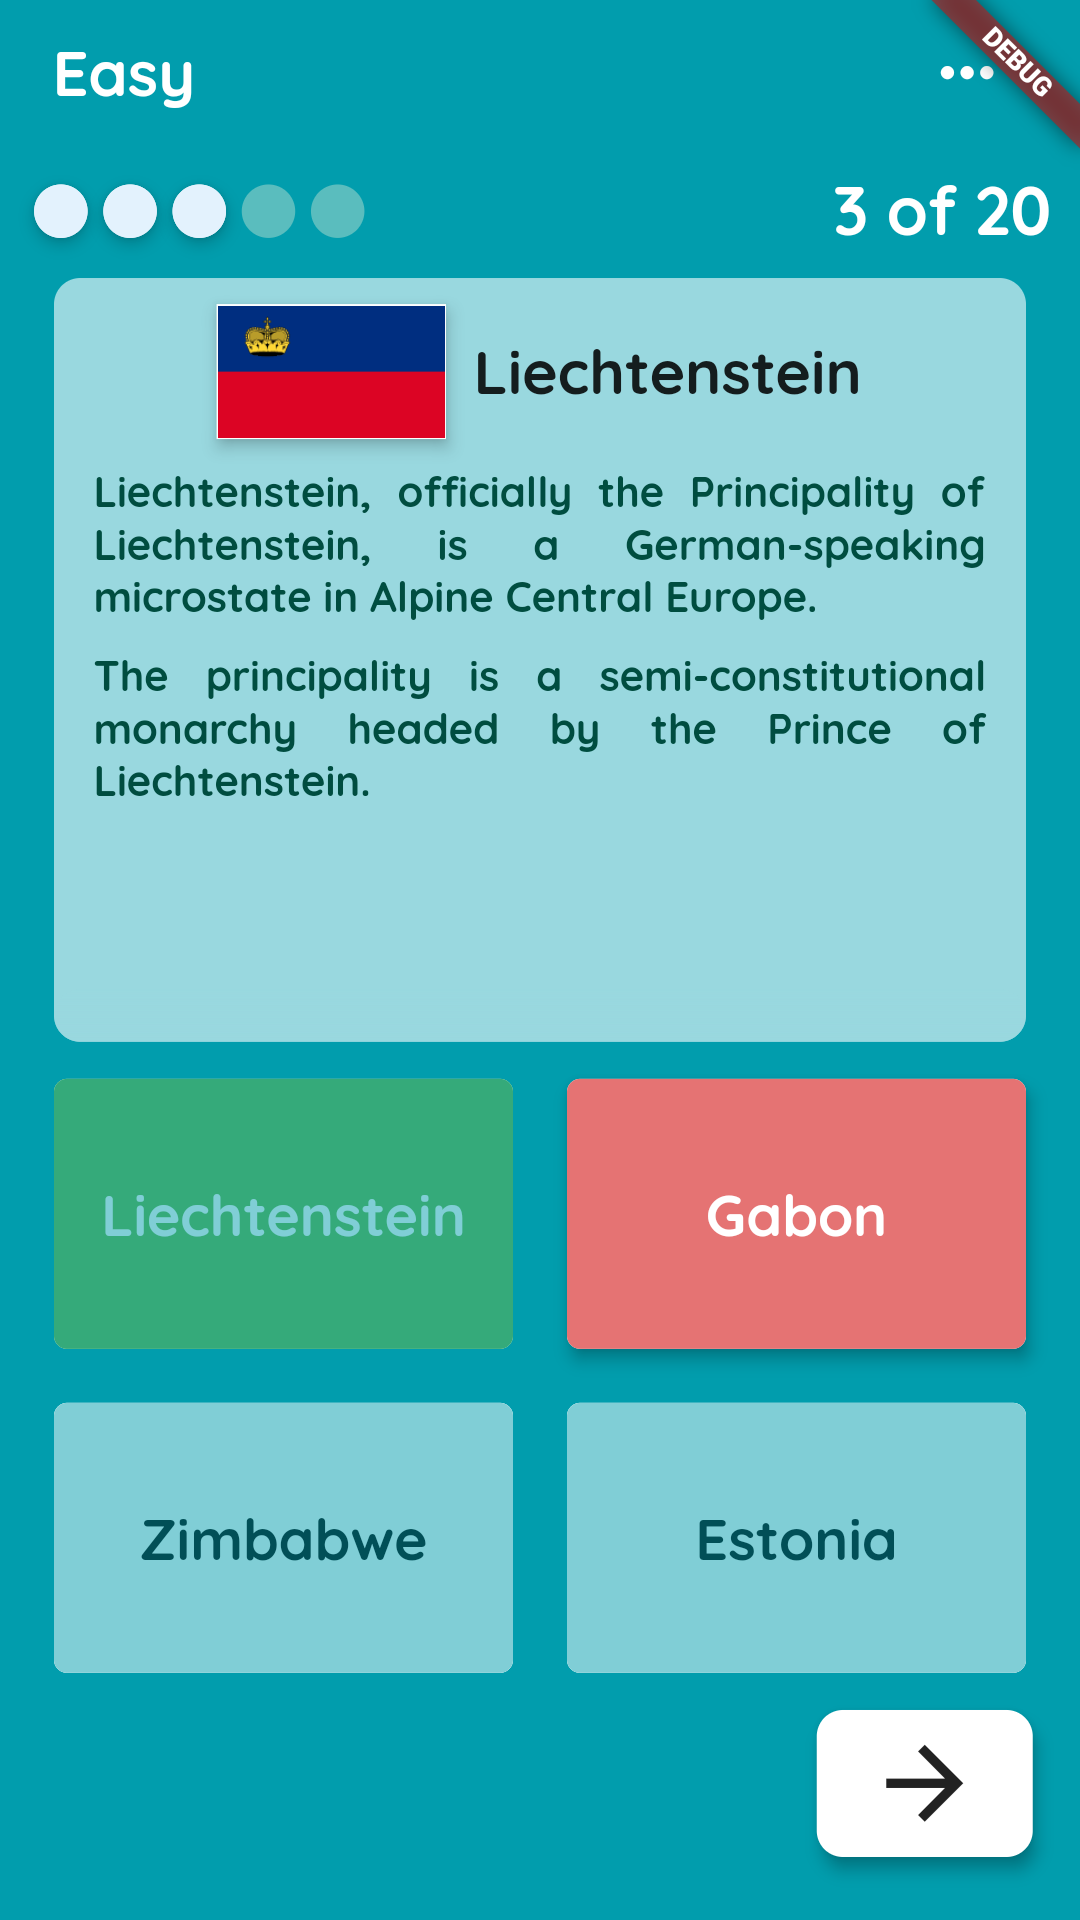 Easy
DEBUG
3 of 20
Liechtenstein
Liechtenstein, officially the Principality of
Liechtenstein, is a German-speaking
microstate in Alpine Central Europe.
The principality is a semi-constitutional
monarchy headed by the Prince of
Liechtenstein.
Liechtenstein
Gabon
Zimbabwe
Estonia